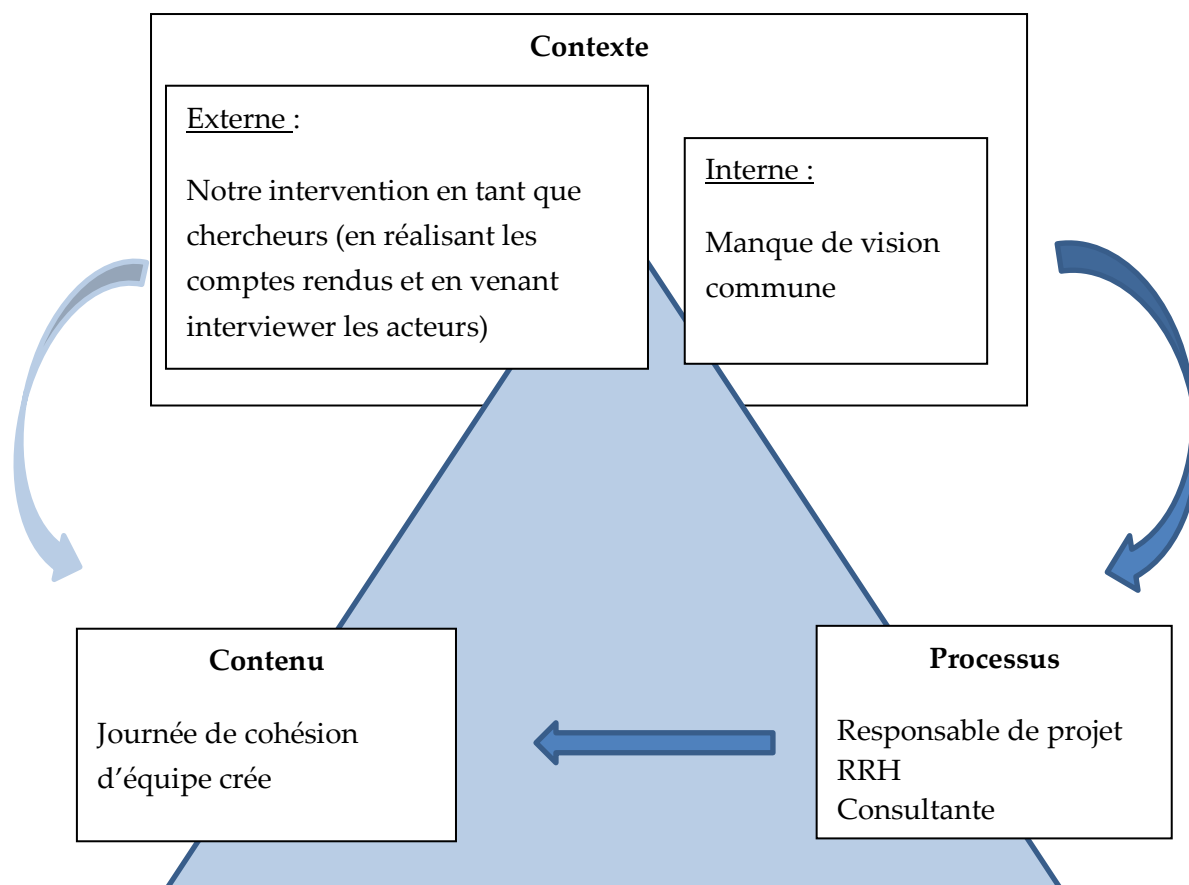 Contexte
Externe :
Notre intervention en tant que
chercheurs (en réalisant les
comptes rendus et en venant
interviewer les acteurs)
Interne :
Manque de vision
commune
Contenu
Journée de cohésion
d’équipe crée
Processus
Responsable de projet
RRH
Consultante